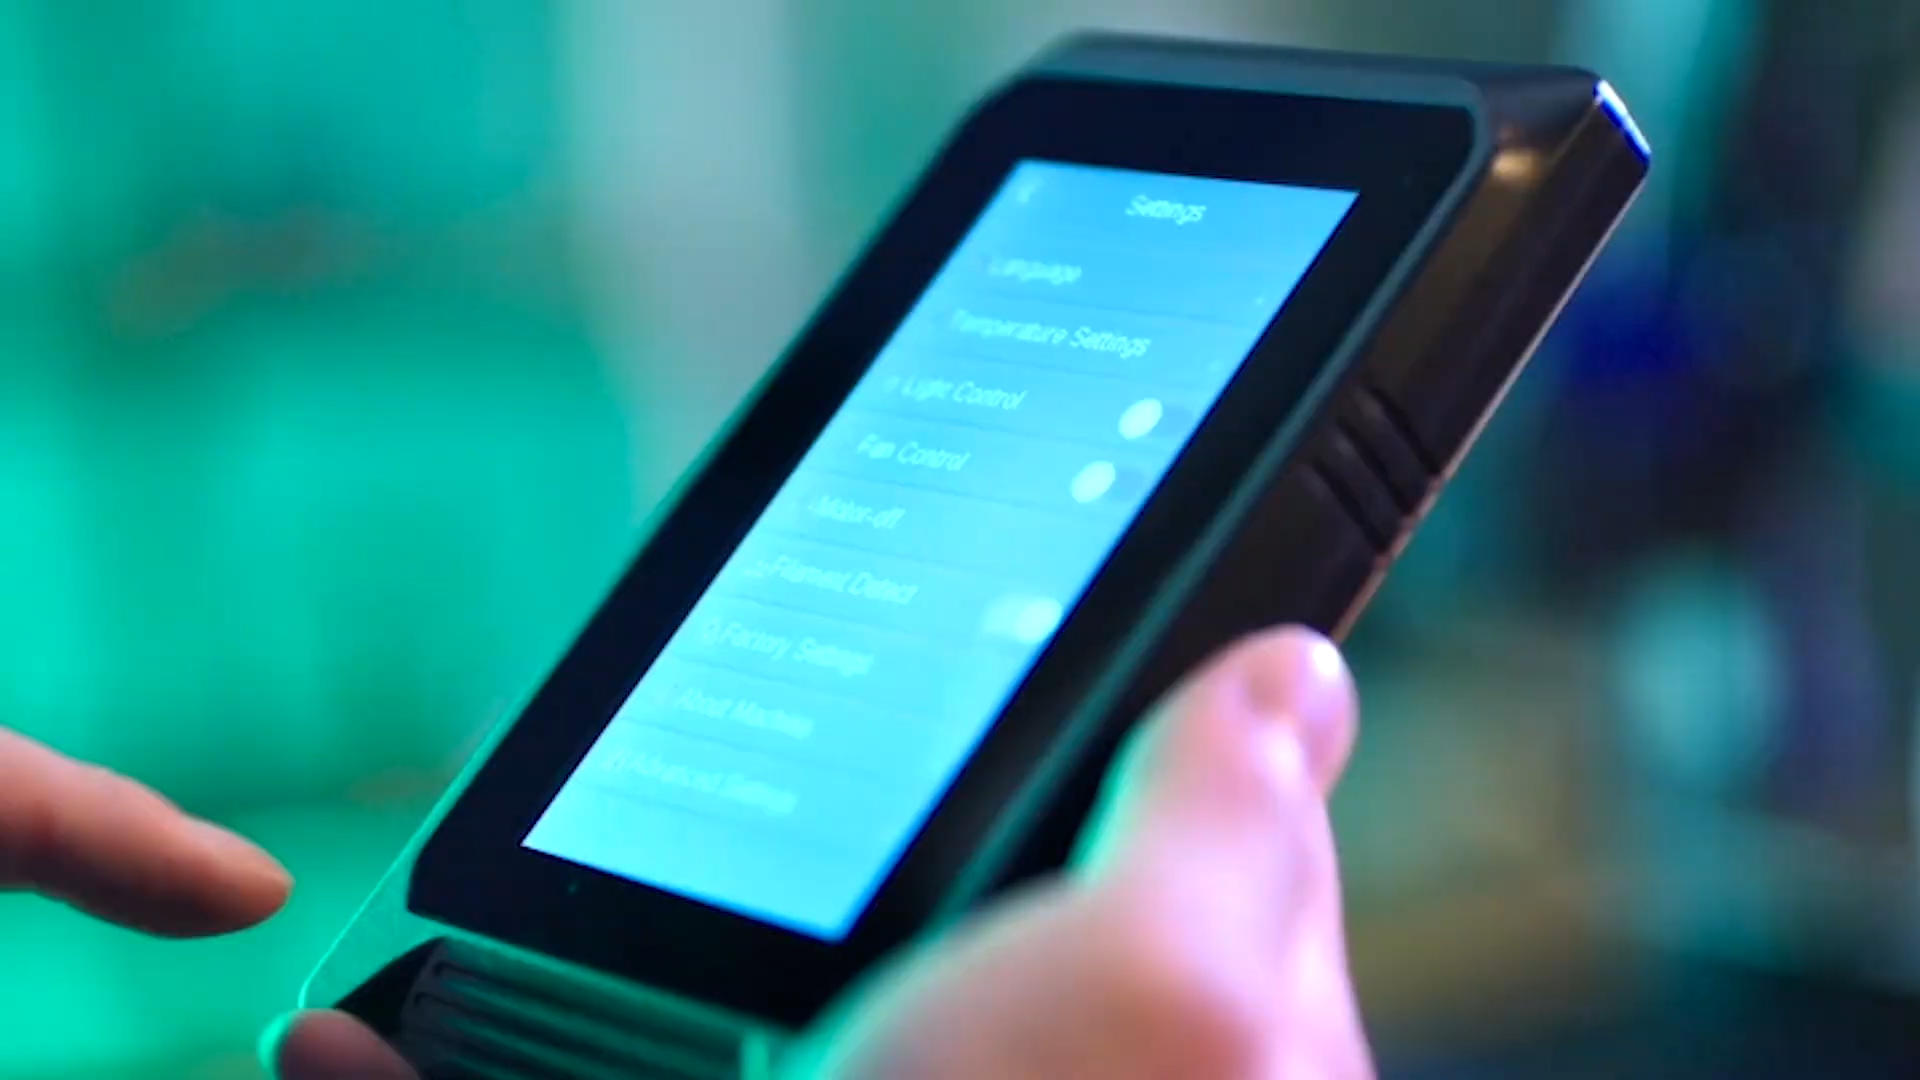 Settings
Language
Temperature Settings
Light Control
Fan Control
Motor-off
Filament Detect
Factory Settings
About Machine
Advanced Settings